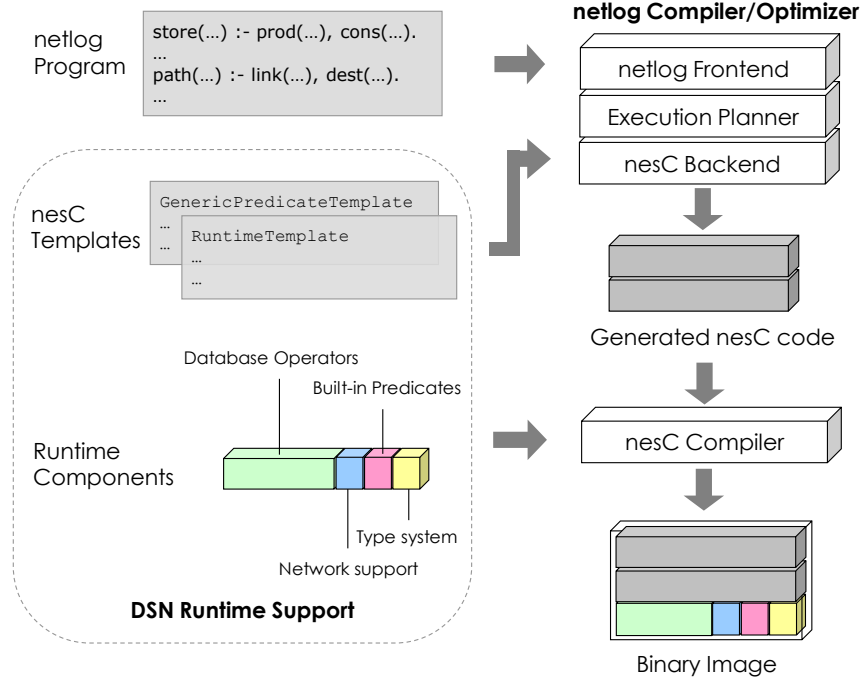 netlog Compiler/Optimizer
netlog
Program
store(…) :- prod(…), cons(…).
…
path(…) :- link(…), dest(…).
…
netlog Frontend
Execution Planner
nesC Backend
nesC
Templates
GenericPredicateTemplate
…
…
RuntimeTemplate
…
…
Generated nesC code
Database Operators
Built-in Predicates
Runtime
Components
nesC Compiler
Type system
Network support
DSN Runtime Support
Binary Image